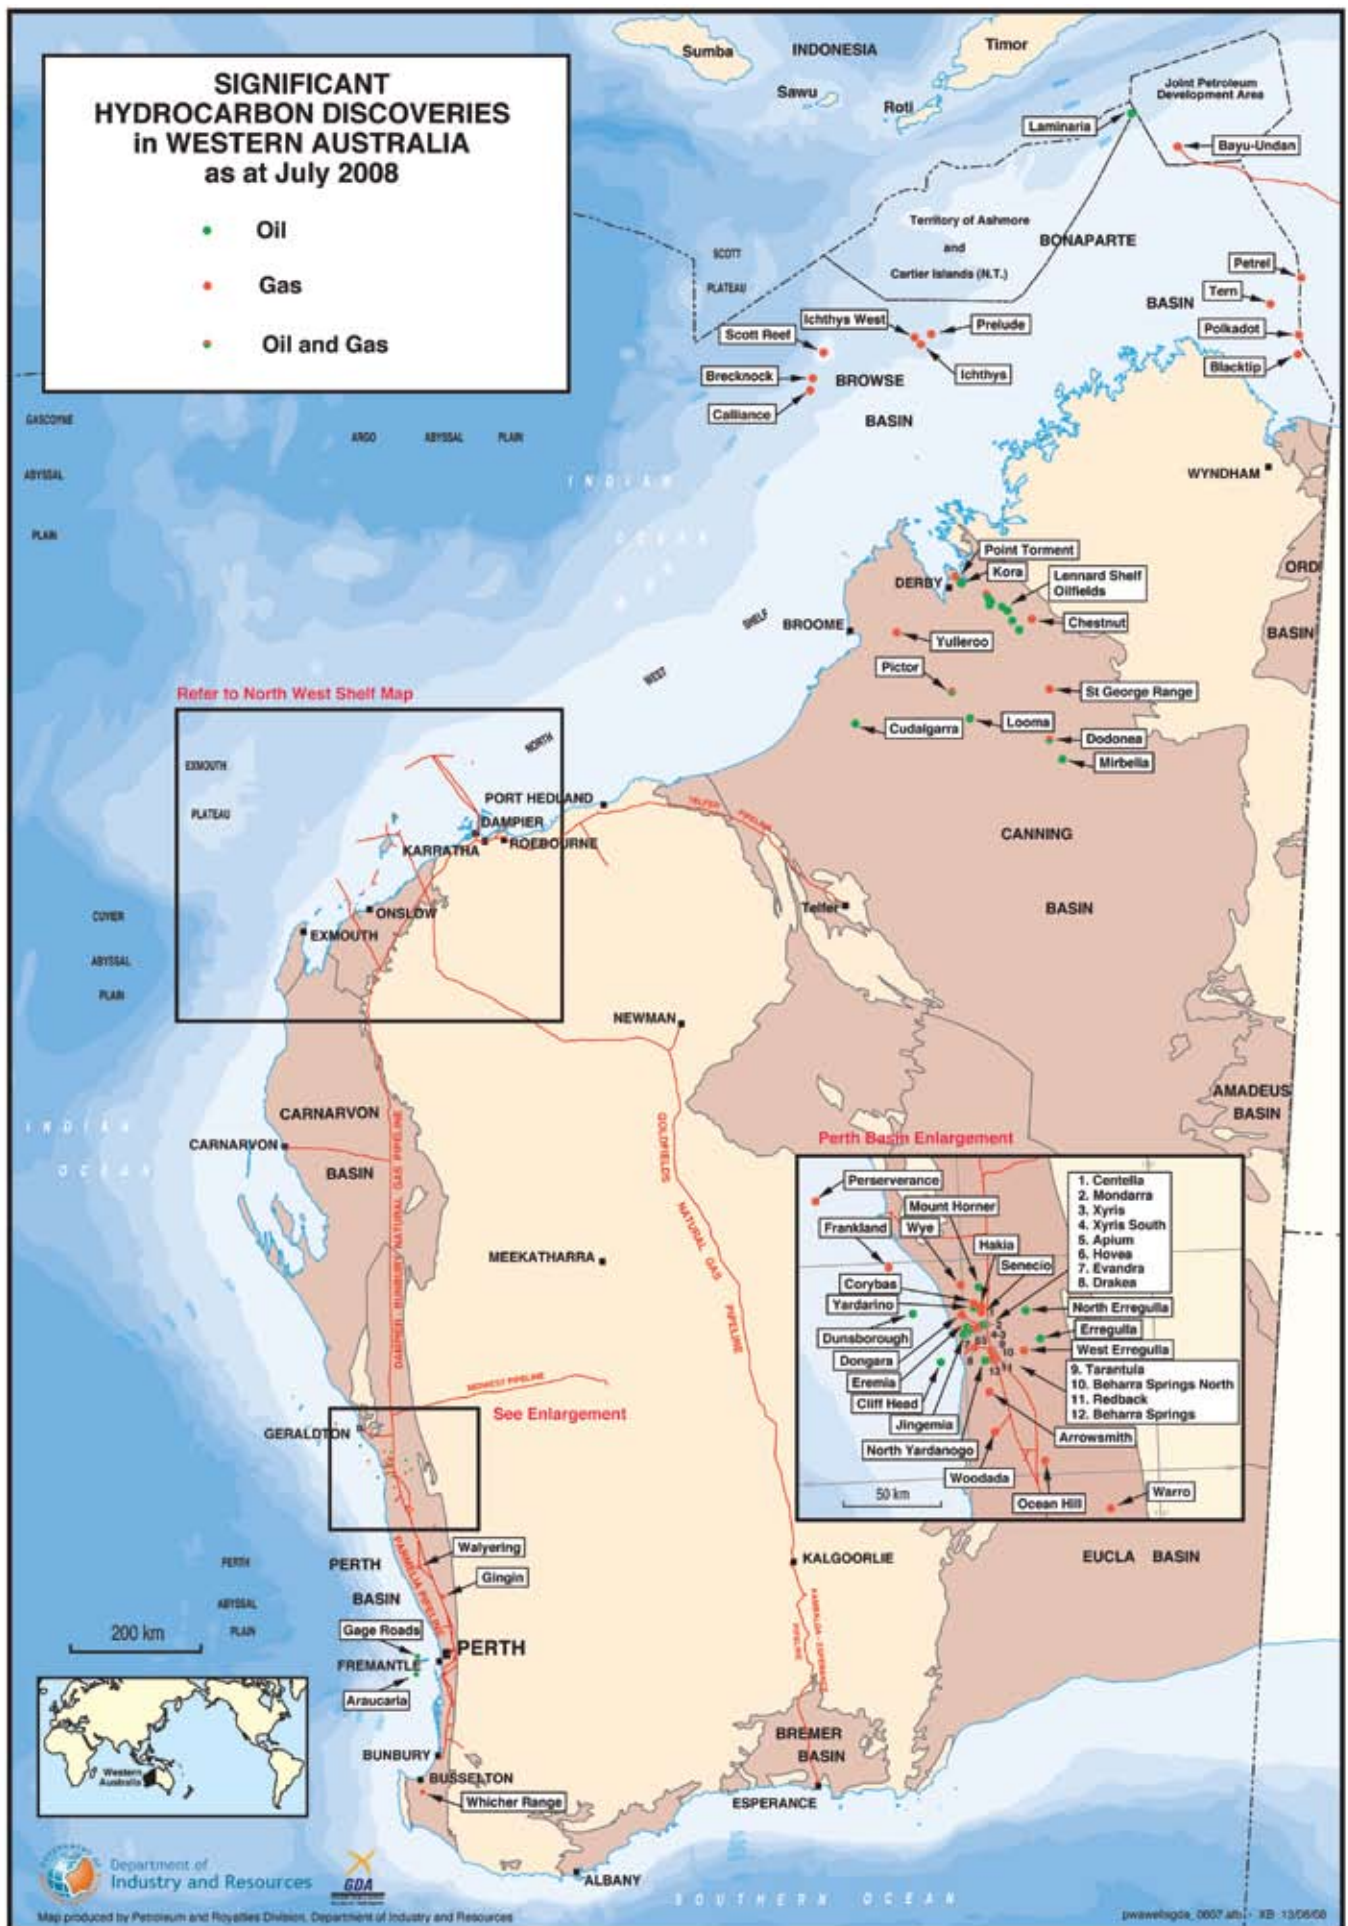 SIGNIFICANT
HYDROCARBON DISCOVERIES
in WESTERN AUSTRALIA
as at July 2008
Oil
Gas
Oil and Gas
Sumba
INDONESIA
Timor
Sawu
Roti
Joint Petroleum
Development Area
Laminaria
Bayu-Undan
Territory of Ashmore
and
Cartier Islands (N.T.)
BONAPARTE
BASIN
SCOTT
PLATEAU
Petrel
Tern
Polkadot
Blacktip
Ichthys West
Prelude
Scott Reef
Ichthys
Brecknock
BROWSE
Calliance
BASIN
GASCOYNE
ABYSSAL
PLAIN
ARGO
ABYSSAL
PLAIN
INDIAN
OCEAN
WYNDHAM
ORD
BASIN
Point Torment
DERBY
Kora
Lennard Shelf
Oilfields
Chestnut
BROOME
Yulleroo
Pictor
St George Range
Cudalgarra
Looma
Dodonea
Mirbelia
SHELF
WEST
NORTH
Refer to North West Shelf Map
EXMOUTH
PLATEAU
PORT HEDLAND
DAMPIER
KARRATHA
ROEBOURNE
TELFER
PIPELINE
CANNING
BASIN
Telfer
ONSLOW
EXMOUTH
CUVIER
ABYSSAL
PLAIN
NEWMAN
AMADEUS
BASIN
INDIAN
OCEAN
CARNARVON
CARNARVON
BASIN
DAMPIER BUNBURY NATURAL GAS PIPELINE
GOLDFIELDS
NATURAL GAS
PIPELINE
MEEKATHARRA
Perth Basin Enlargement
Perserverance
Mount Horner
Frankland
Wye
Hakia
Senecio
Corybas
Yardarino
Dunsborough
Dongara
Eremia
Cliff Head
Jingemia
North Yardanogo
Woodada
1. Centella
2. Mondarra
3. Xyris
4. Xyris South
5. Apium
6. Hovea
7. Evandra
8. Drakea
North Erregulla
Erregulla
West Erregulla
9. Tarantula
10. Beharra Springs North
11. Redback
12. Beharra Springs
Arrowsmith
Ocean Hill
Warro
50 km
MIDWEST PIPELINE
See Enlargement
GERALDTON
PERTH
ABYSSAL
PLAIN
PERTH
BASIN
PARMELIA PIPELINE
Walyering
Gingin
Gage Roads
PERTH
FREMANTLE
Araucaria
KALGOORLIE
KAMBALDA - ESPERANCE
PIPELINE
EUCLA BASIN
200 km
Western
Australia
BUNBURY
BUSSELTON
Whicher Range
BREMER
BASIN
ESPERANCE
ALBANY
SOUTHERN OCEAN
Department of
Industry and Resources
GDA
Map produced by Petroleum and Royalties Division, Department of Industry and Resources